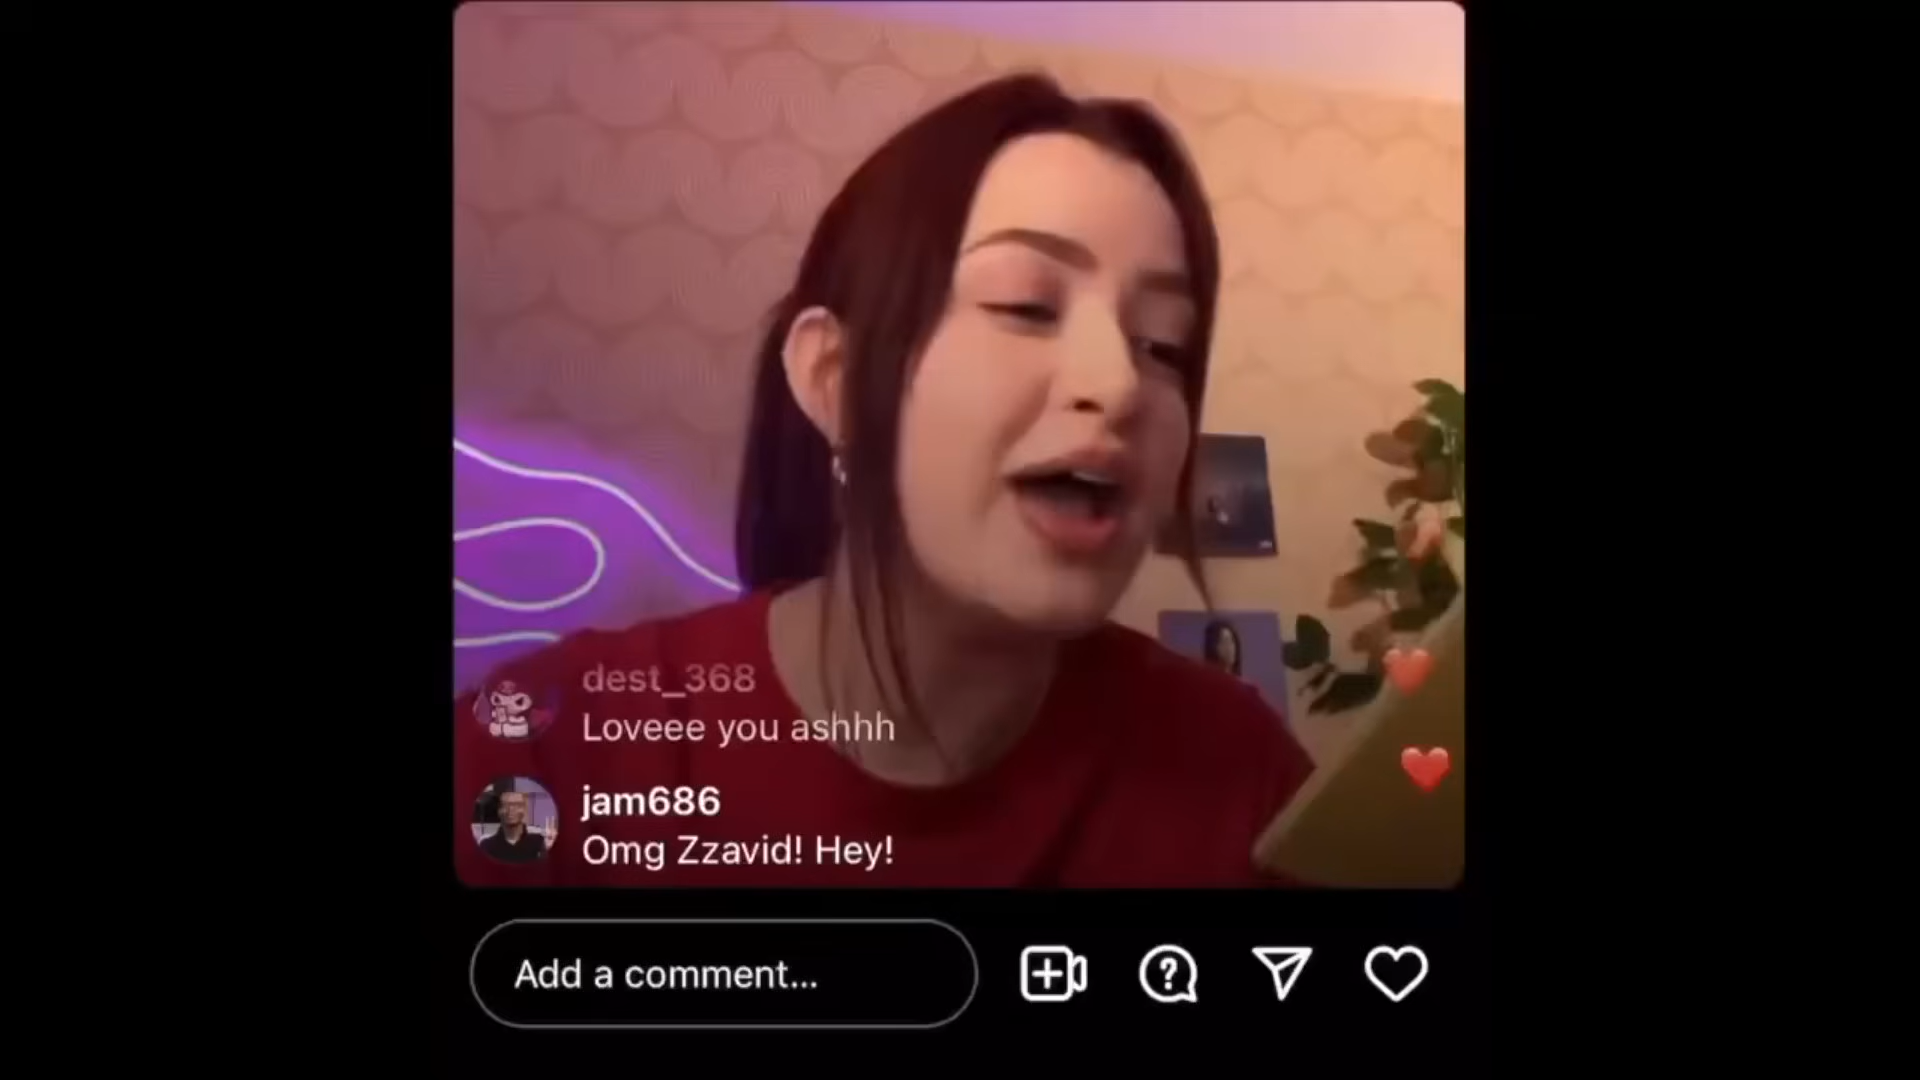 dest_368
Loveee you ashhh
jam686
Omg Zzavid! Hey!
Add a comment...